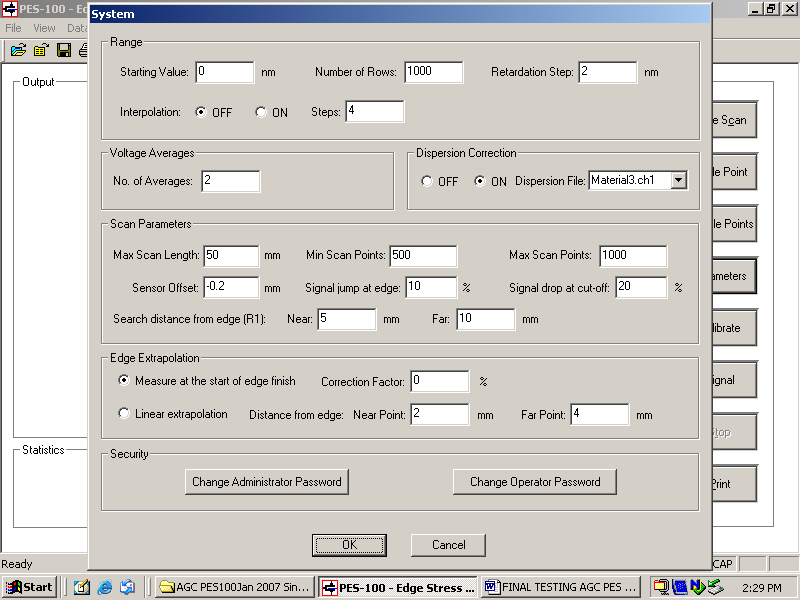 PES-100 - E
System
File View Data
Output
Range
Starting Value: 0 nm Number of Rows: 1000 Retardation Step: 2 nm
Interpolation: OFF ON Steps: 4
Voltage Averages
No. of Averages: 2
Dispersion Correction
OFF ON Dispersion File: Material3.ch1
Scan Parameters
Max Scan Length: 50 mm Min Scan Points: 500 Max Scan Points: 1000
Sensor Offset: -0.2 mm Signal jump at edge: 10 % Signal drop at cut-off: 20 %
Search distance from edge (R1): Near: 5 mm Far: 10 mm
Edge Extrapolation
Measure at the start of edge finish Correction Factor: 0 %
Linear extrapolation Distance from edge: Near Point: 2 mm Far Point: 4 mm
Security
Change Administrator Password Change Operator Password
OK Cancel
e Scan
le Point
le Points
ameters
librate
ignal
Stop
Print
Statistics
Ready CAP
Start AGC PES100Jan 2007 Sin... PES-100 - Edge Stress ... FINAL TESTING AGC PES ... 2:29 PM